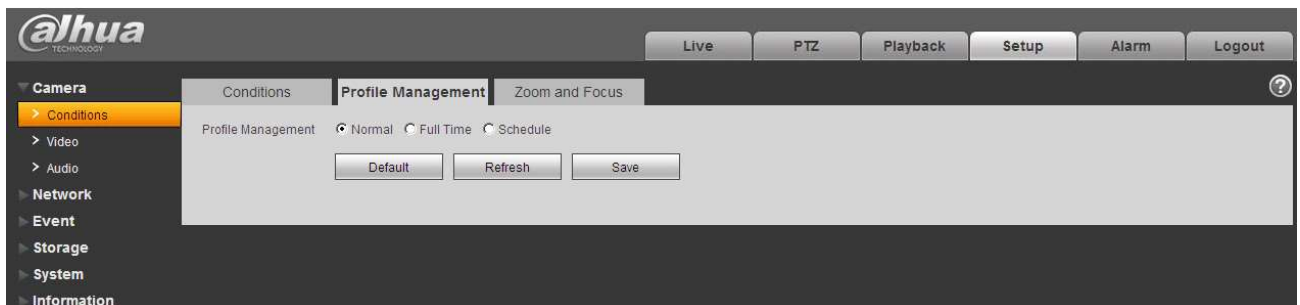 alhua
TECHNOLOGY
Live PTZ Playback Setup Alarm Logout
Camera
Conditions
Video
Audio
Network
Event
Storage
System
Information
Conditions Profile Management Zoom and Focus ?
Profile Management Normal Full Time Schedule
Default Refresh Save